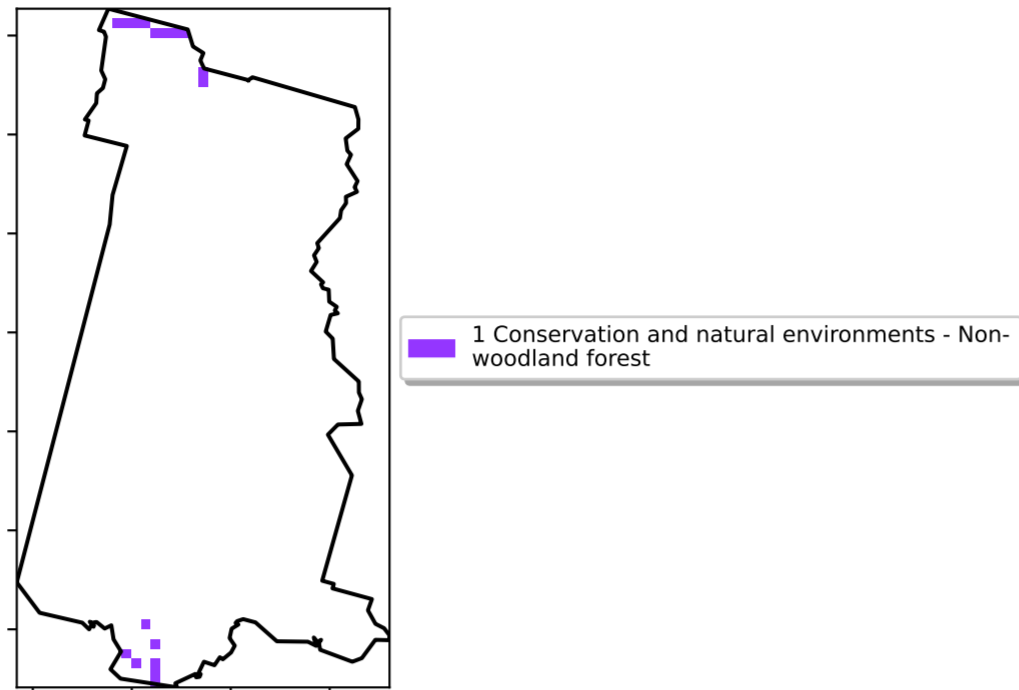 1 Conservation and natural environments - Non-
woodland forest